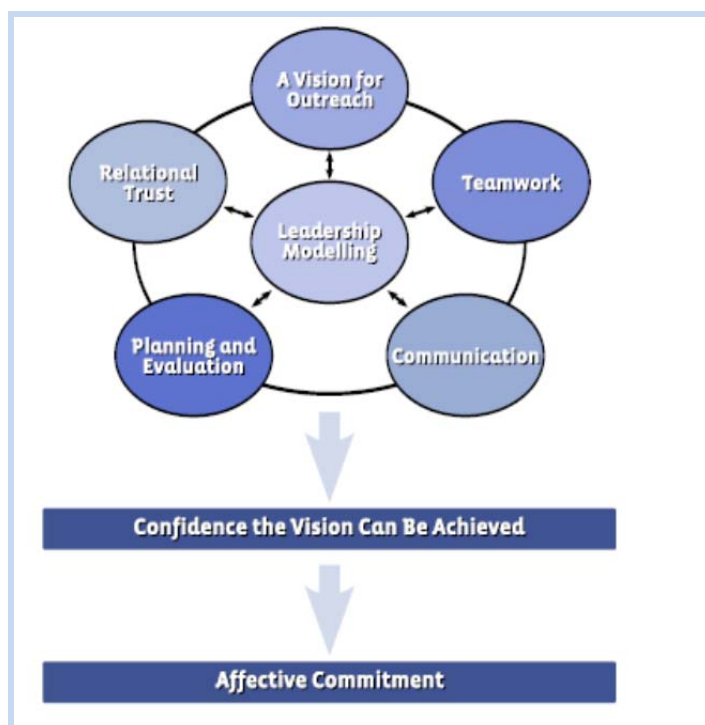 A Vision for
Outreach
Relational
Trust
Teamwork
Leadership
Modelling
Planning and
Evaluation
Communication
Confidence the Vision Can Be Achieved
Affective Commitment